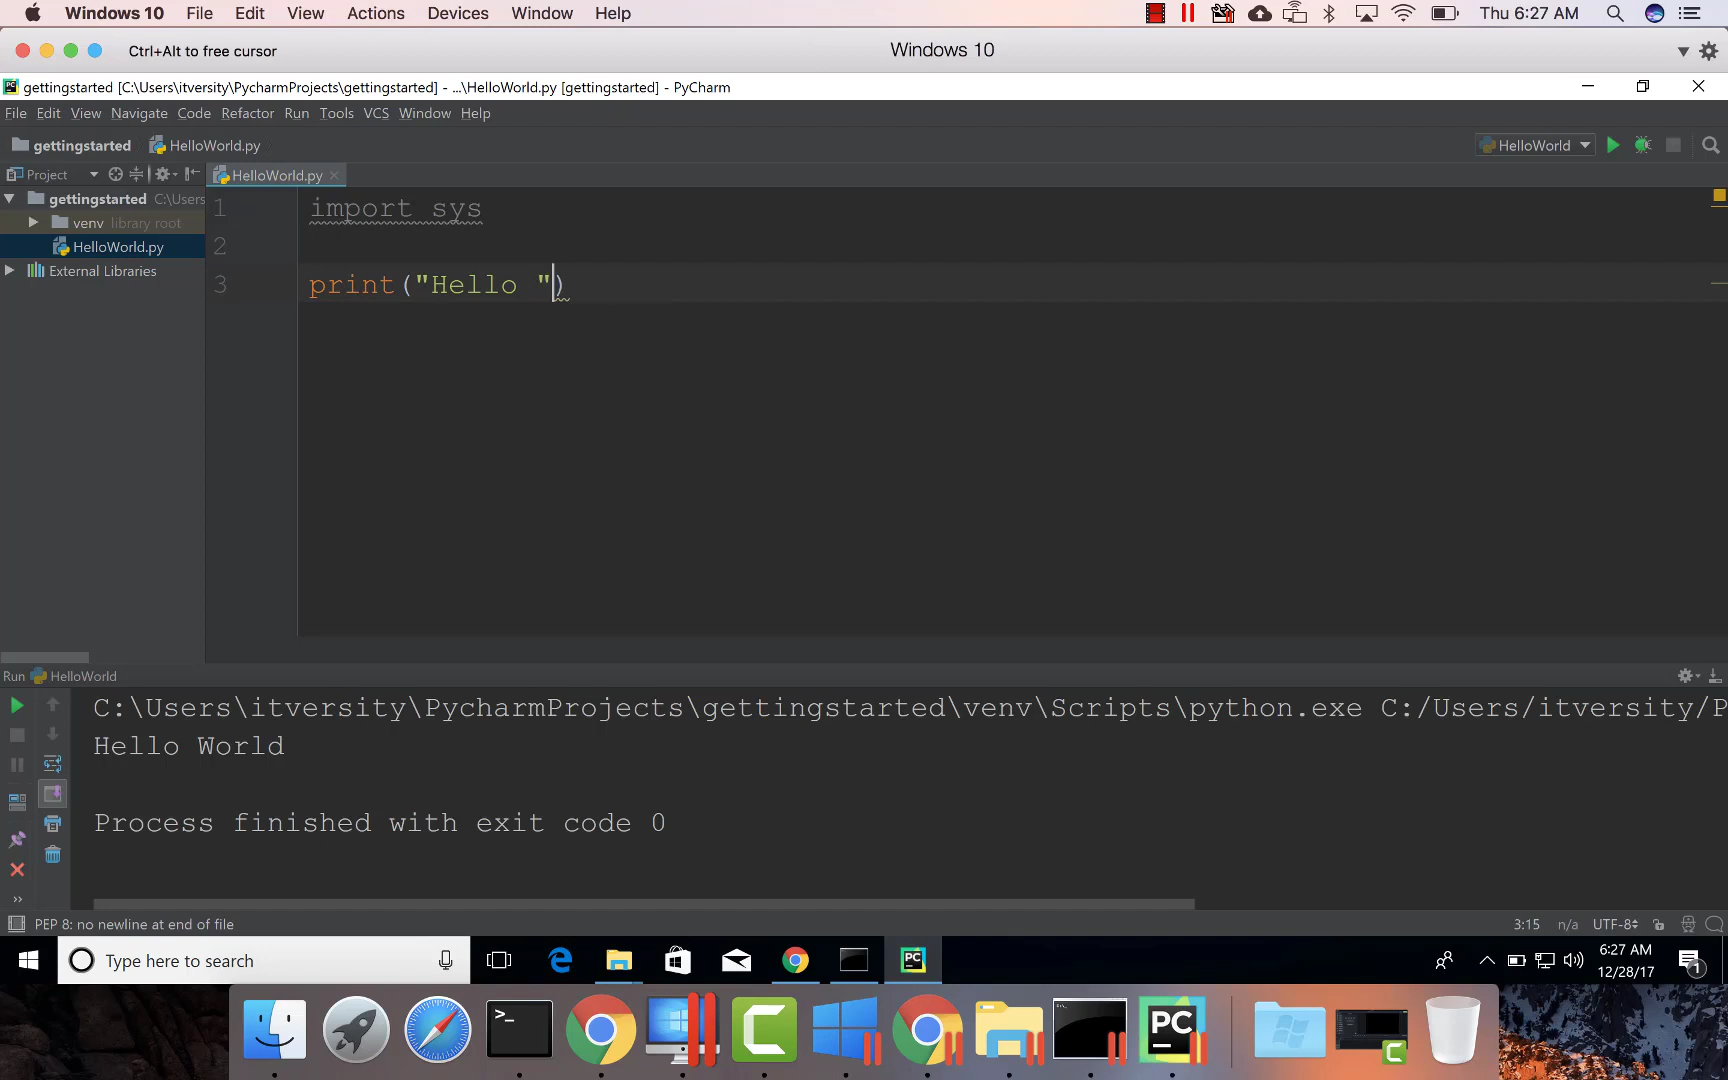 Windows 10 File Edit View Actions Devices Window Help Thu 6:27 AM
Ctrl+Alt to free cursor Windows 10
PC gettingstarted [C:\Users\itversity\PycharmProjects\gettingstarted] - ...\HelloWorld.py [gettingstarted] - PyCharm
File Edit View Navigate Code Refactor Run Tools VCS Window Help
gettingstarted HelloWorld.py HelloWorld
Project HelloWorld.py
gettingstarted C:\Users
venv library root
HelloWorld.py
External Libraries
1 import sys
2
3 print("Hello ")
Run HelloWorld
C:\Users\itversity\PycharmProjects\gettingstarted\venv\Scripts\python.exe C:/Users/itversity/P
Hello World
Process finished with exit code 0
PEP 8: no newline at end of file 3:15 n/a UTF-8
Type here to search PC 6:27 AM
12/28/17 1
>_ PC